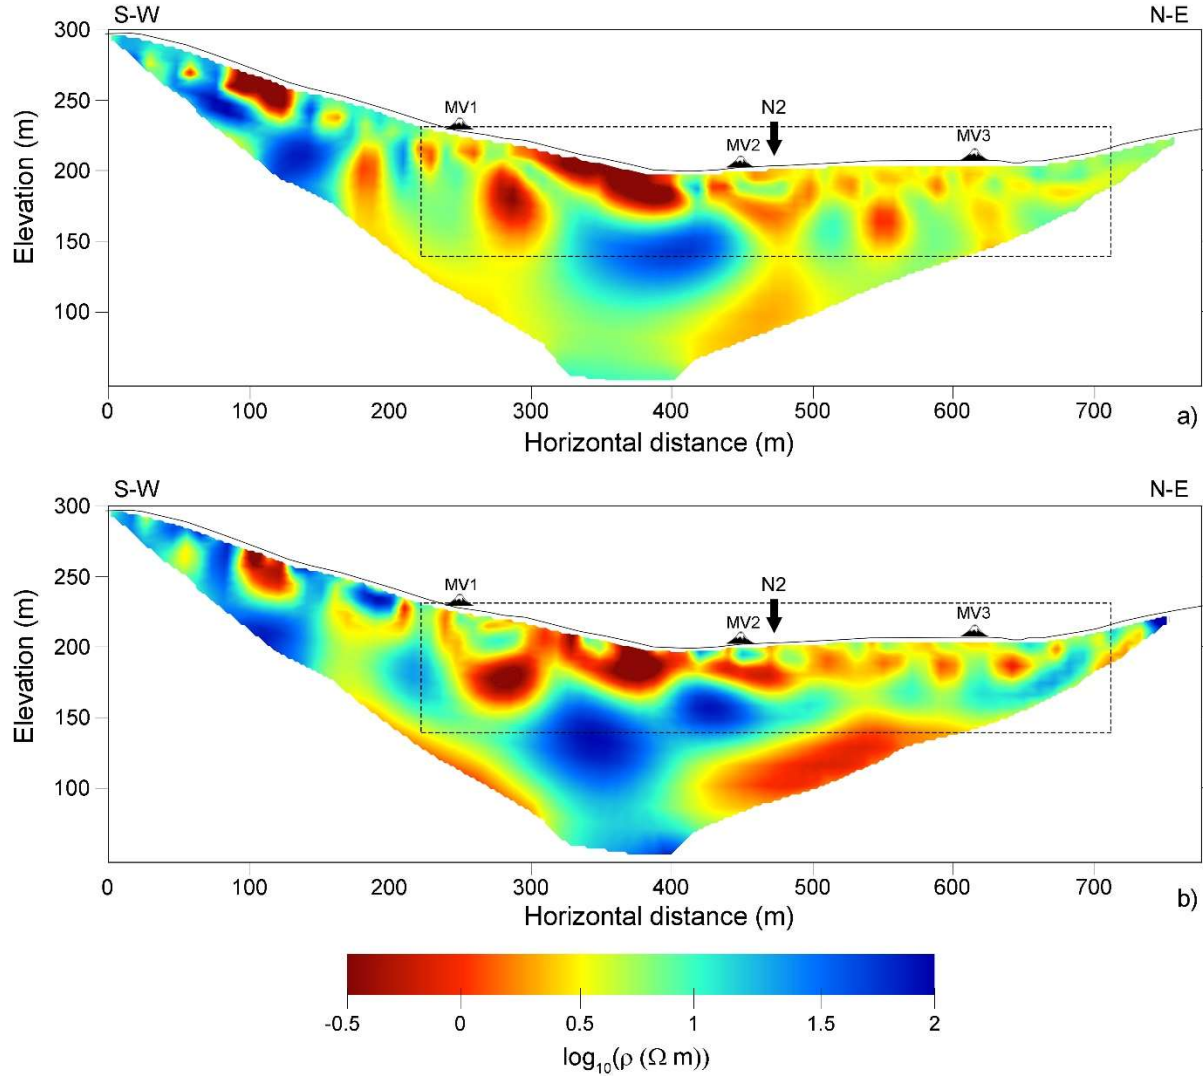 S-W N-E
300
250
200
150
100
Elevation (m)
MV1 MV2 N2 MV3
0 100 200 300 400 500 600 700
Horizontal distance (m)
a)
S-W N-E
300
250
200
150
100
Elevation (m)
MV1 MV2 N2 MV3
0 100 200 300 400 500 600 700
Horizontal distance (m)
b)
-0.5 0 0.5 1 1.5 2
log₁₀(ρ (Ω m))